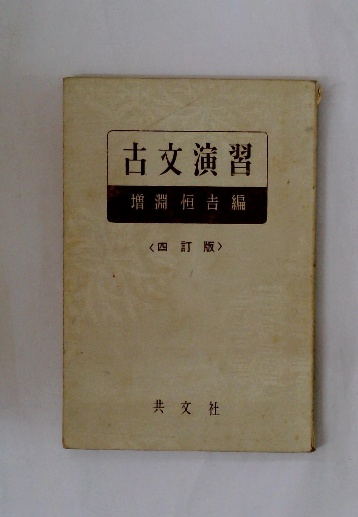 古文演習
増淵恒吉編
〈四訂版〉
共文社